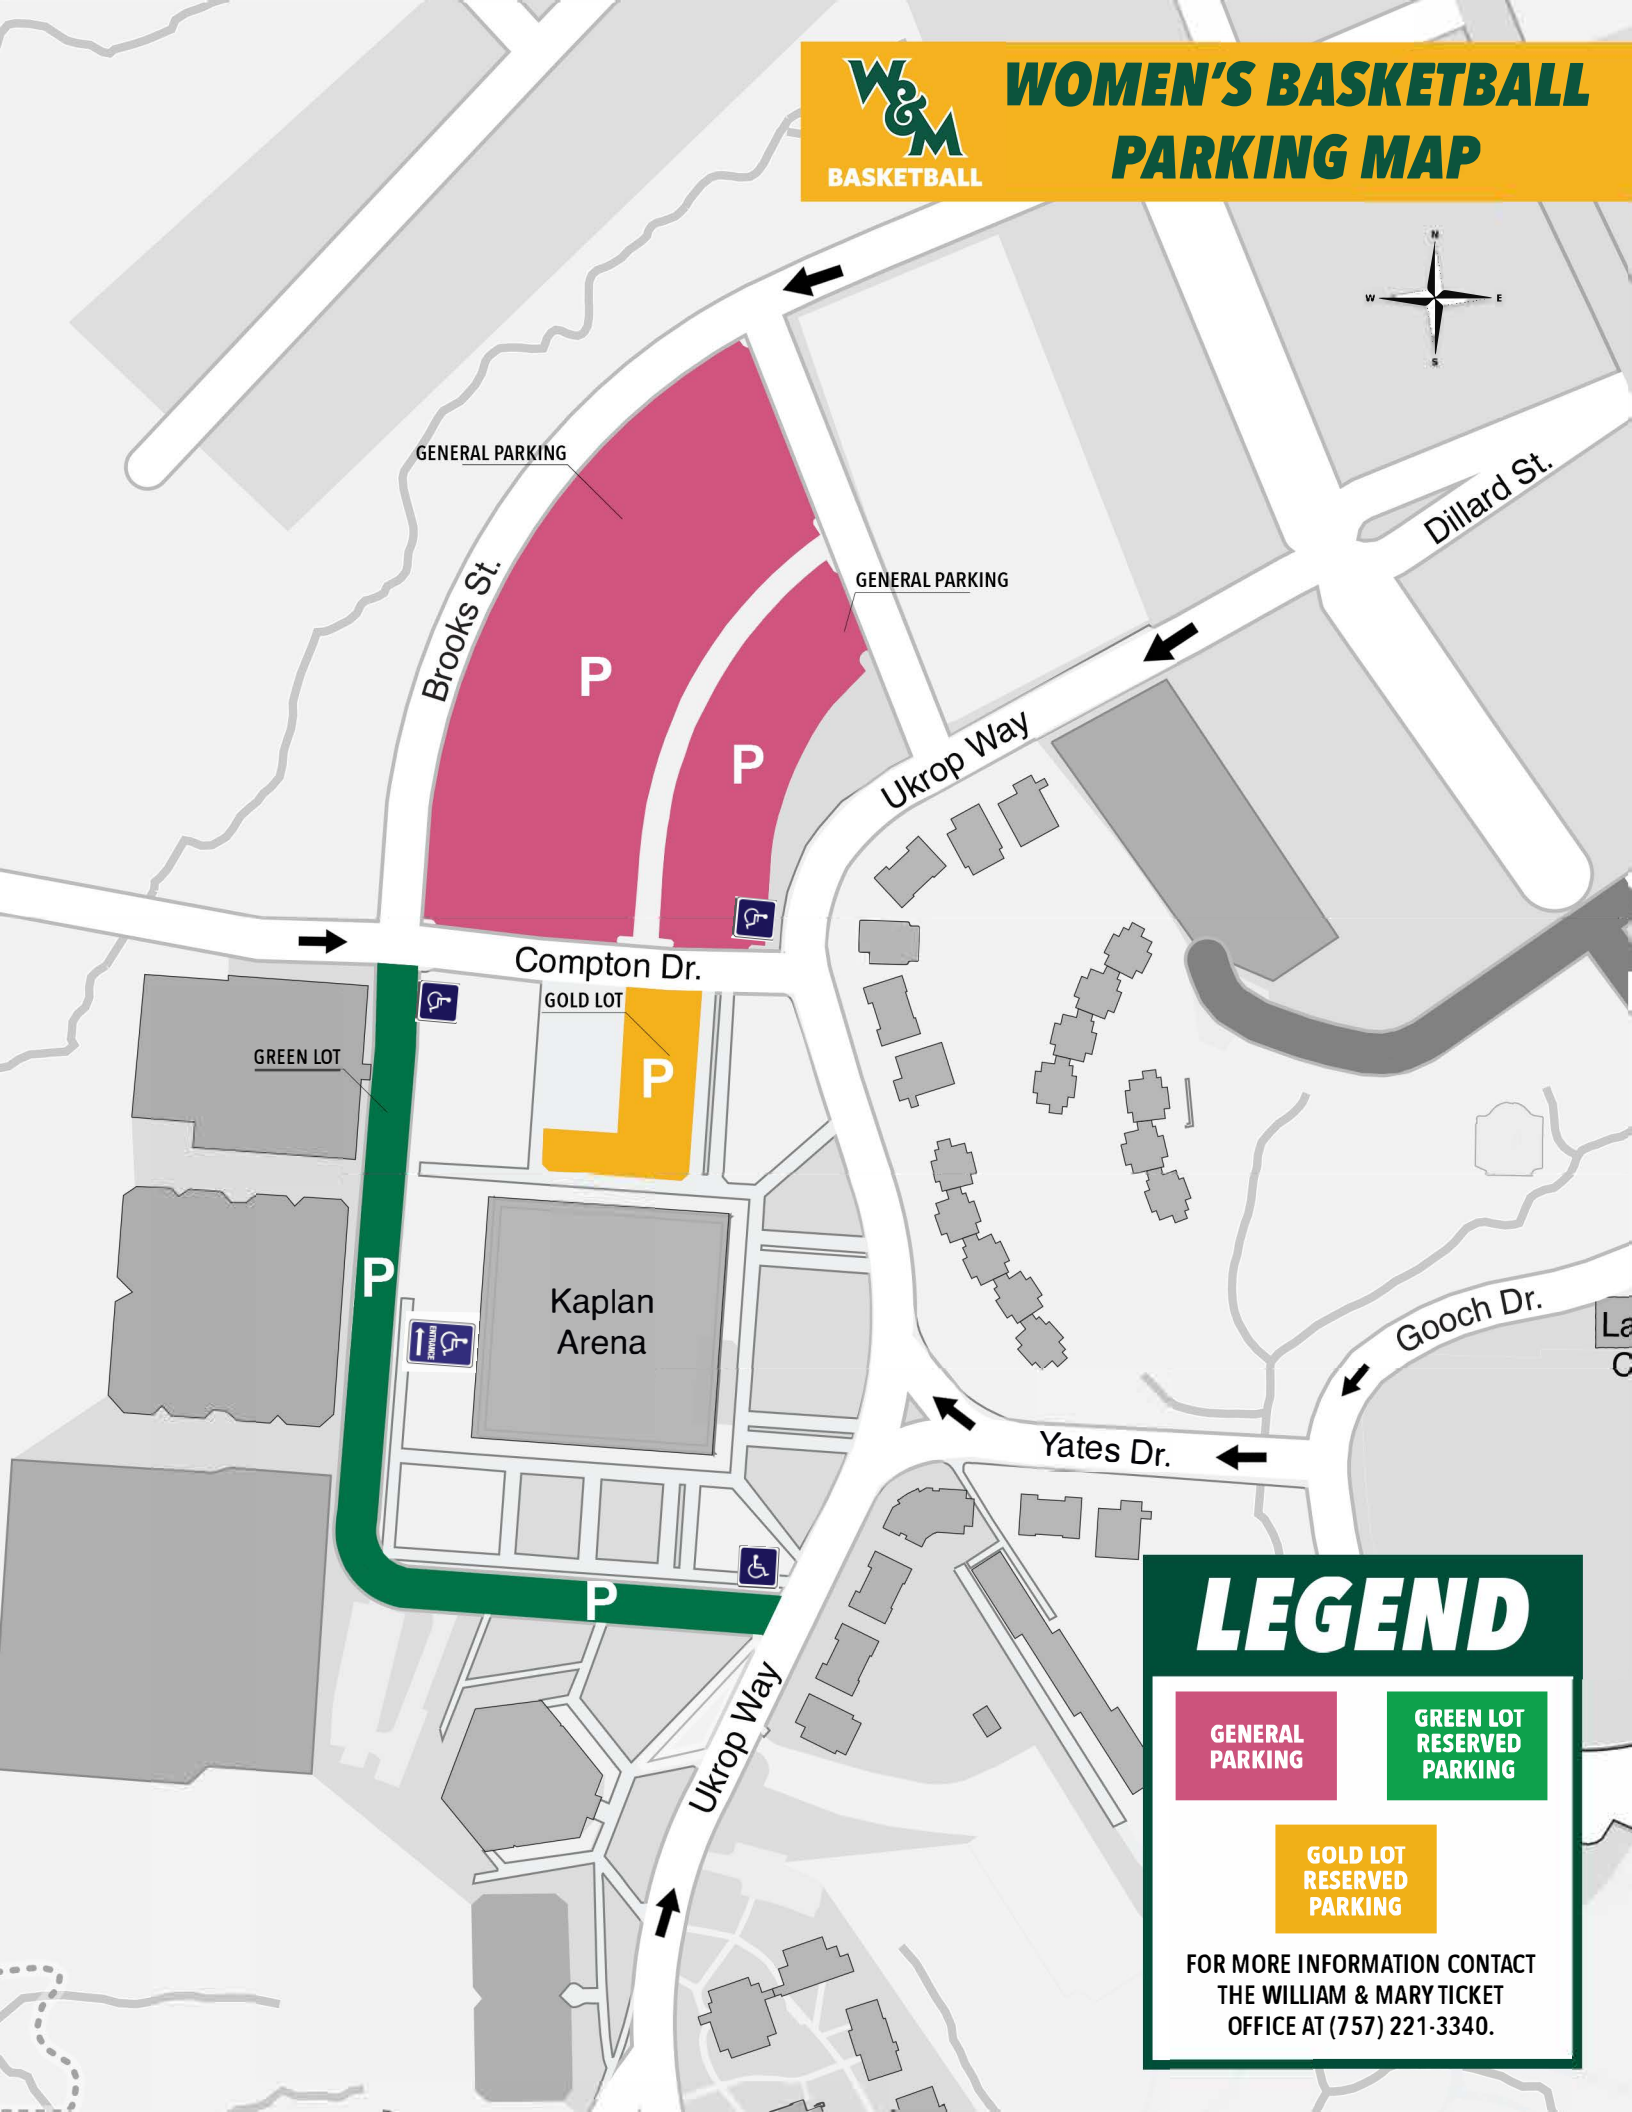 W&M
BASKETBALL
WOMEN'S BASKETBALL
PARKING MAP
N
W
E
S
GENERAL PARKING
Dillard St.
GENERAL PARKING
Brooks St.
P
P
Ukrop Way
Compton Dr.
GOLD LOT
GREEN LOT
P
P
Kaplan
Arena
ENTRANCE
Gooch Dr.
La
C
Yates Dr.
P
Ukrop Way
LEGEND
GENERAL
PARKING
GREEN LOT
RESERVED
PARKING
GOLD LOT
RESERVED
PARKING
FOR MORE INFORMATION CONTACT
THE WILLIAM & MARY TICKET
OFFICE AT (757) 221-3340.